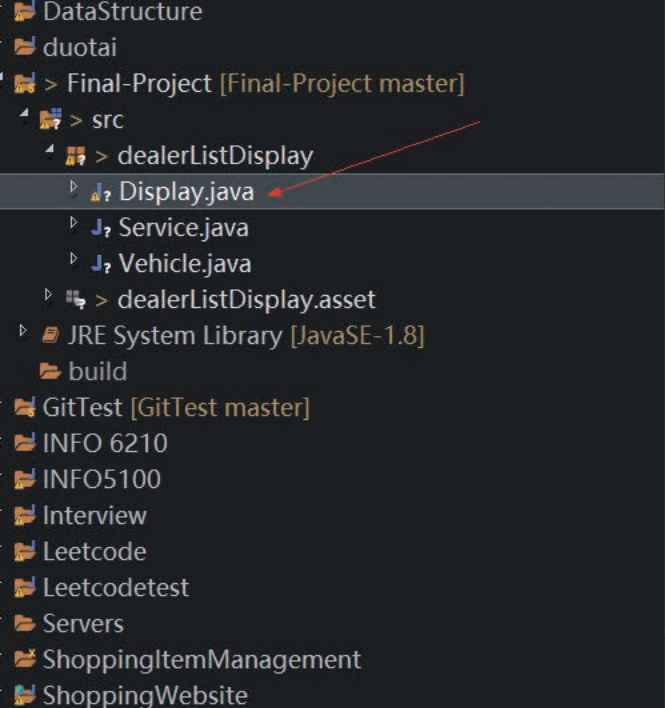 DataStructure
duotai
> Final-Project [Final-Project master]
> src
> dealerListDisplay
Display.java
Service.java
Vehicle.java
> dealerListDisplay.asset
JRE System Library [JavaSE-1.8]
build
GitTest [GitTest master]
INFO 6210
INFO5100
Interview
Leetcode
Leetcodetest
Servers
ShoppingItemManagement
ShoppingWebsite